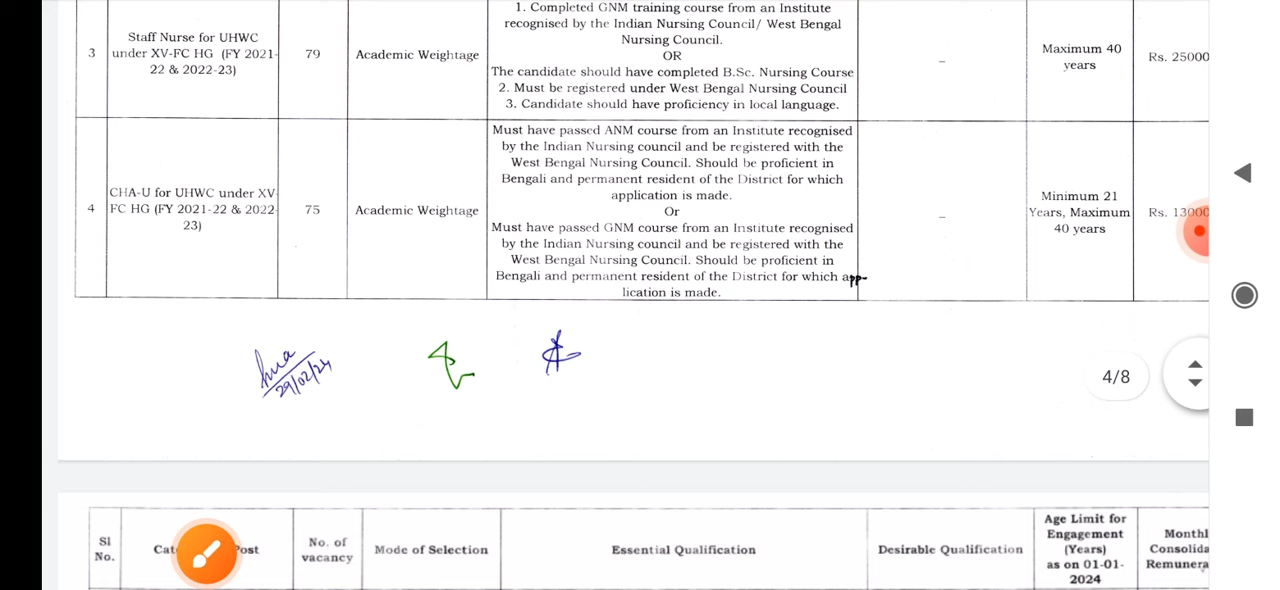 1. Completed GNM training course from an Institute
recognised by the Indian Nursing Council/ West Bengal
Nursing Council.
OR
The candidate should have completed B.Sc. Nursing Course
2. Must be registered under West Bengal Nursing Council
3. Candidate should have proficiency in local language.
3
Staff Nurse for UHWC
under XV-FC HG (FY 2021-
22 & 2022-23)
79
Academic Weightage
–
Maximum 40
years
Rs. 25000
4
CHA-U for UHWC under XV-
FC HG (FY 2021-22 & 2022-
23)
75
Academic Weightage
Must have passed ANM course from an Institute recognised
by the Indian Nursing council and be registered with the
West Bengal Nursing Council. Should be proficient in
Bengali and permanent resident of the District for which
application is made.
Or
Must have passed GNM course from an Institute recognised
by the Indian Nursing council and be registered with the
West Bengal Nursing Council. Should be proficient in
Bengali and permanent resident of the District for which app-
lication is made.
–
Minimum 21
Years, Maximum
40 years
Rs. 13000
29/02/24
4/8
Sl
No.
Cat
Post
No. of
vacancy
Mode of Selection
Essential Qualification
Desirable Qualification
Age Limit for
Engagement
(Years)
as on 01-01-
2024
Monthl
Consolida
Remunera